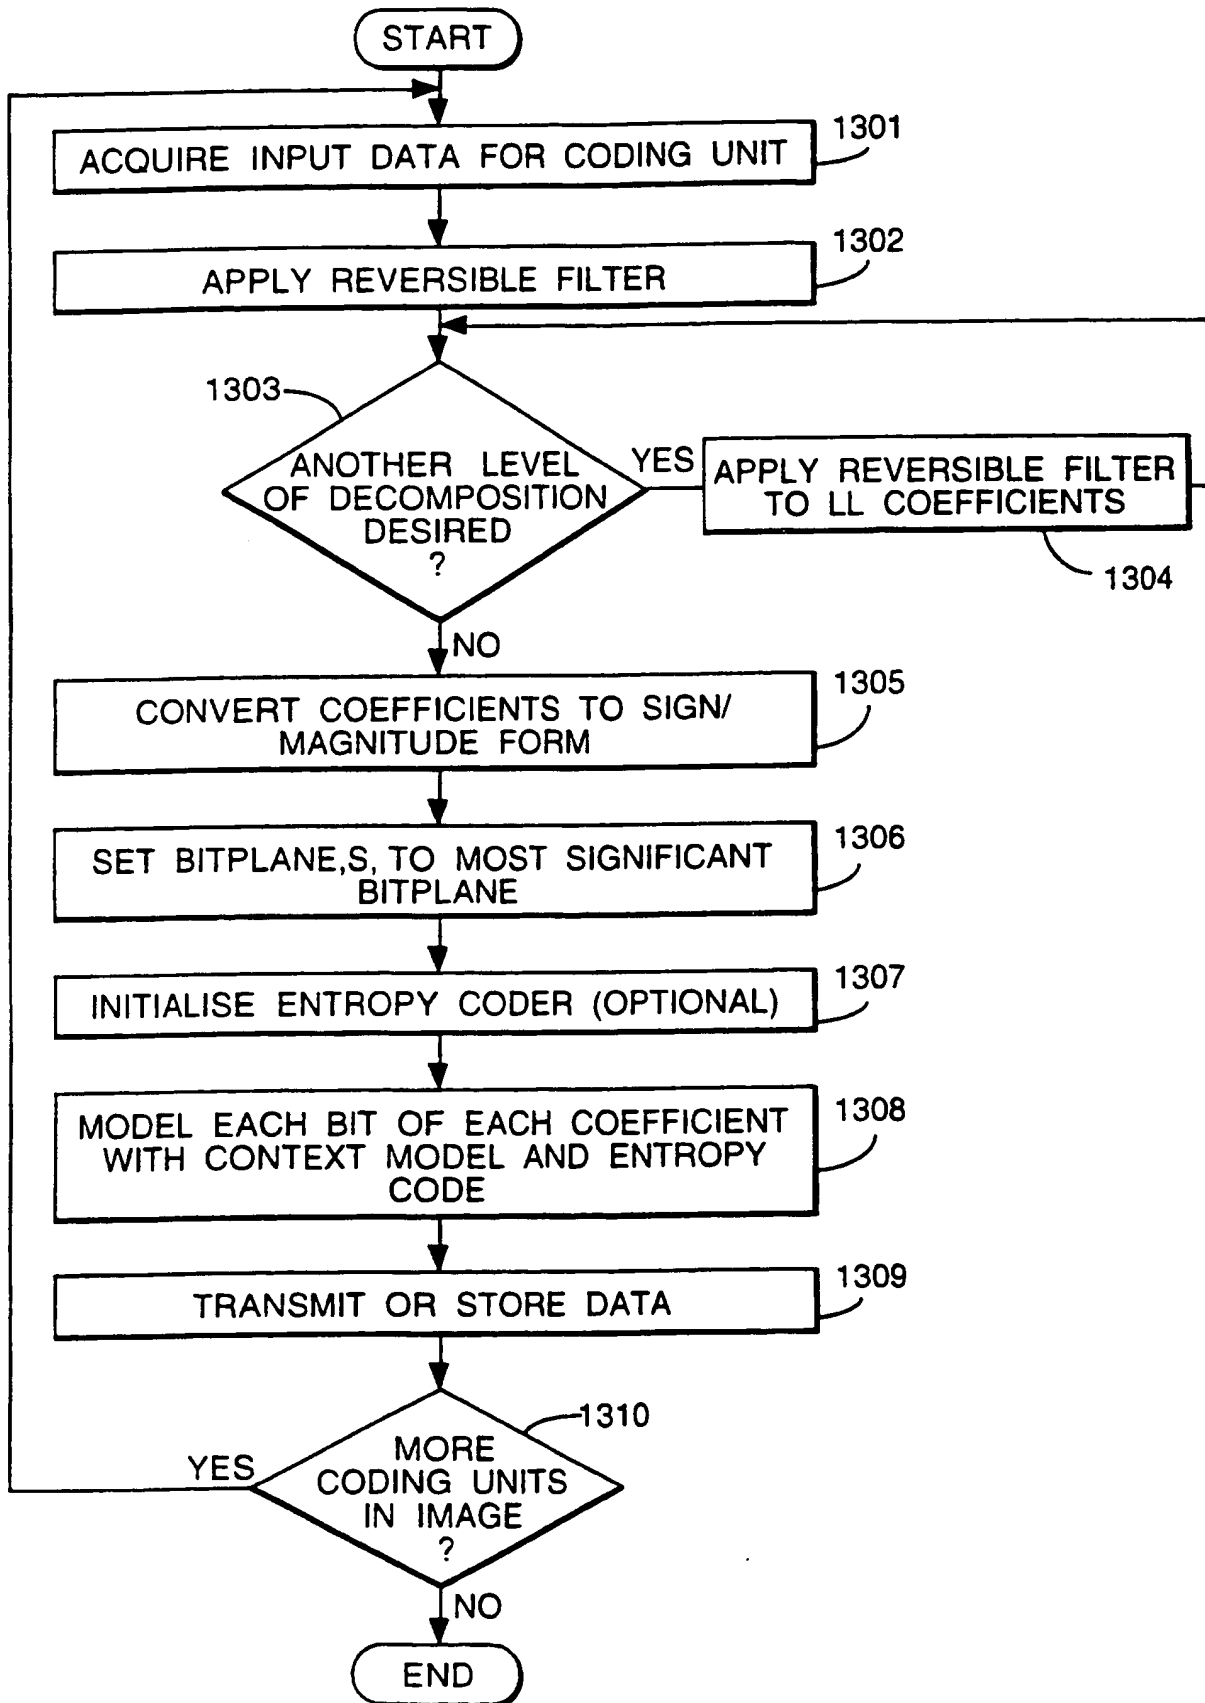 START
ACQUIRE INPUT DATA FOR CODING UNIT
1301
APPLY REVERSIBLE FILTER
1302
1303
ANOTHER LEVEL
OF DECOMPOSITION
DESIRED
?
YES
APPLY REVERSIBLE FILTER
TO LL COEFFICIENTS
1304
NO
CONVERT COEFFICIENTS TO SIGN/
MAGNITUDE FORM
1305
SET BITPLANE,S, TO MOST SIGNIFICANT
BITPLANE
1306
INITIALISE ENTROPY CODER (OPTIONAL)
1307
MODEL EACH BIT OF EACH COEFFICIENT
WITH CONTEXT MODEL AND ENTROPY
CODE
1308
TRANSMIT OR STORE DATA
1309
1310
MORE
CODING UNITS
IN IMAGE
?
YES
NO
END